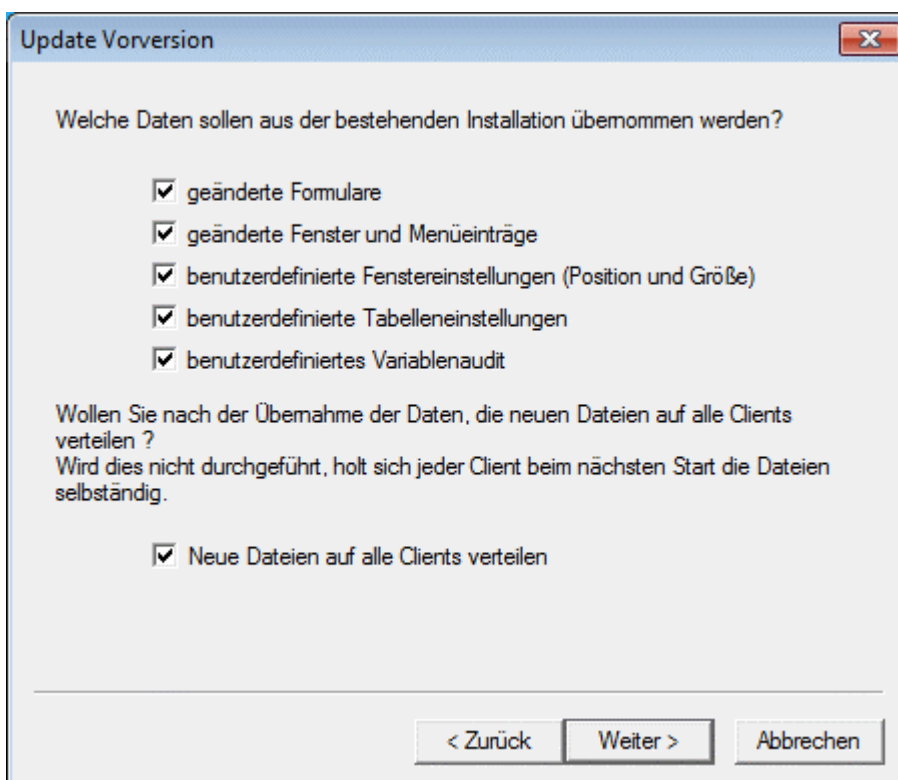 Update Vorversion
Welche Daten sollen aus der bestehenden Installation übernommen werden?
geänderte Formulare
geänderte Fenster und Menüeinträge
benutzerdefinierte Fenstereinstellungen (Position und Größe)
benutzerdefinierte Tabelleneinstellungen
benutzerdefiniertes Variablenaudit
Wollen Sie nach der Übernahme der Daten, die neuen Dateien auf alle Clients
verteilen ?
Wird dies nicht durchgeführt, holt sich jeder Client beim nächsten Start die Dateien
selbständig.
Neue Dateien auf alle Clients verteilen
< Zurück Weiter > Abbrechen